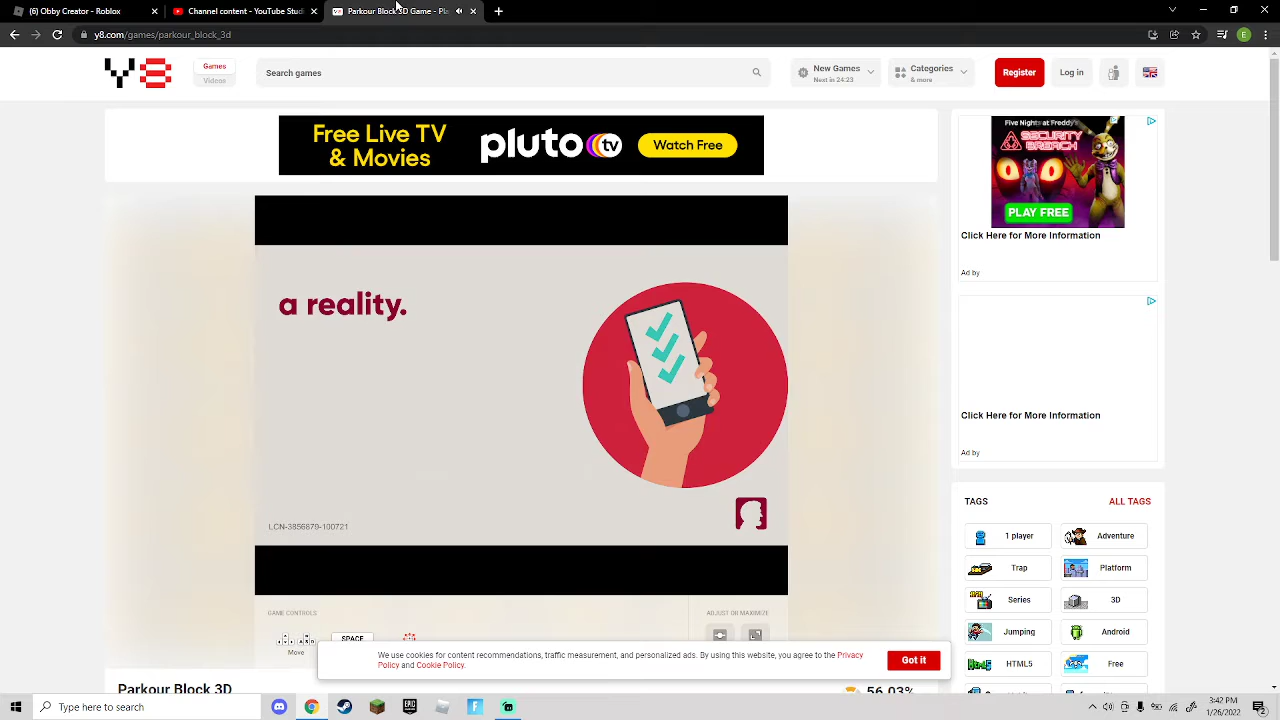 (6) Obby Creator - Roblox
Channel content - YouTube Studi
Parkour Block 3D Game - Pl
y8.com/games/parkour_block_3d
E
Games
Videos
Search games
New Games
Next in 24:23
Categories
& more
Register
Log in
Free Live TV
& Movies
pluto tv
Watch Free
Five Nights at Freddy's
SECURITY
BREACH
PLAY FREE
Click Here for More Information
Ad by
a reality.
LCN-3856879-100721
Click Here for More Information
Ad by
TAGS
ALL TAGS
1 player
Adventure
Trap
Platform
Series
3D
Jumping
Android
HTML5
Free
GAME CONTROLS
ADJUST OR MAXIMIZE
SPACE
Move
We use cookies for content recommendations, traffic measurement, and personalized ads. By using this website, you agree to the Privacy
Policy and Cookie Policy.
Got it
Parkour Block 3D
56.03%
Type here to search
EPIC
3:42 PM
1/26/2022
2